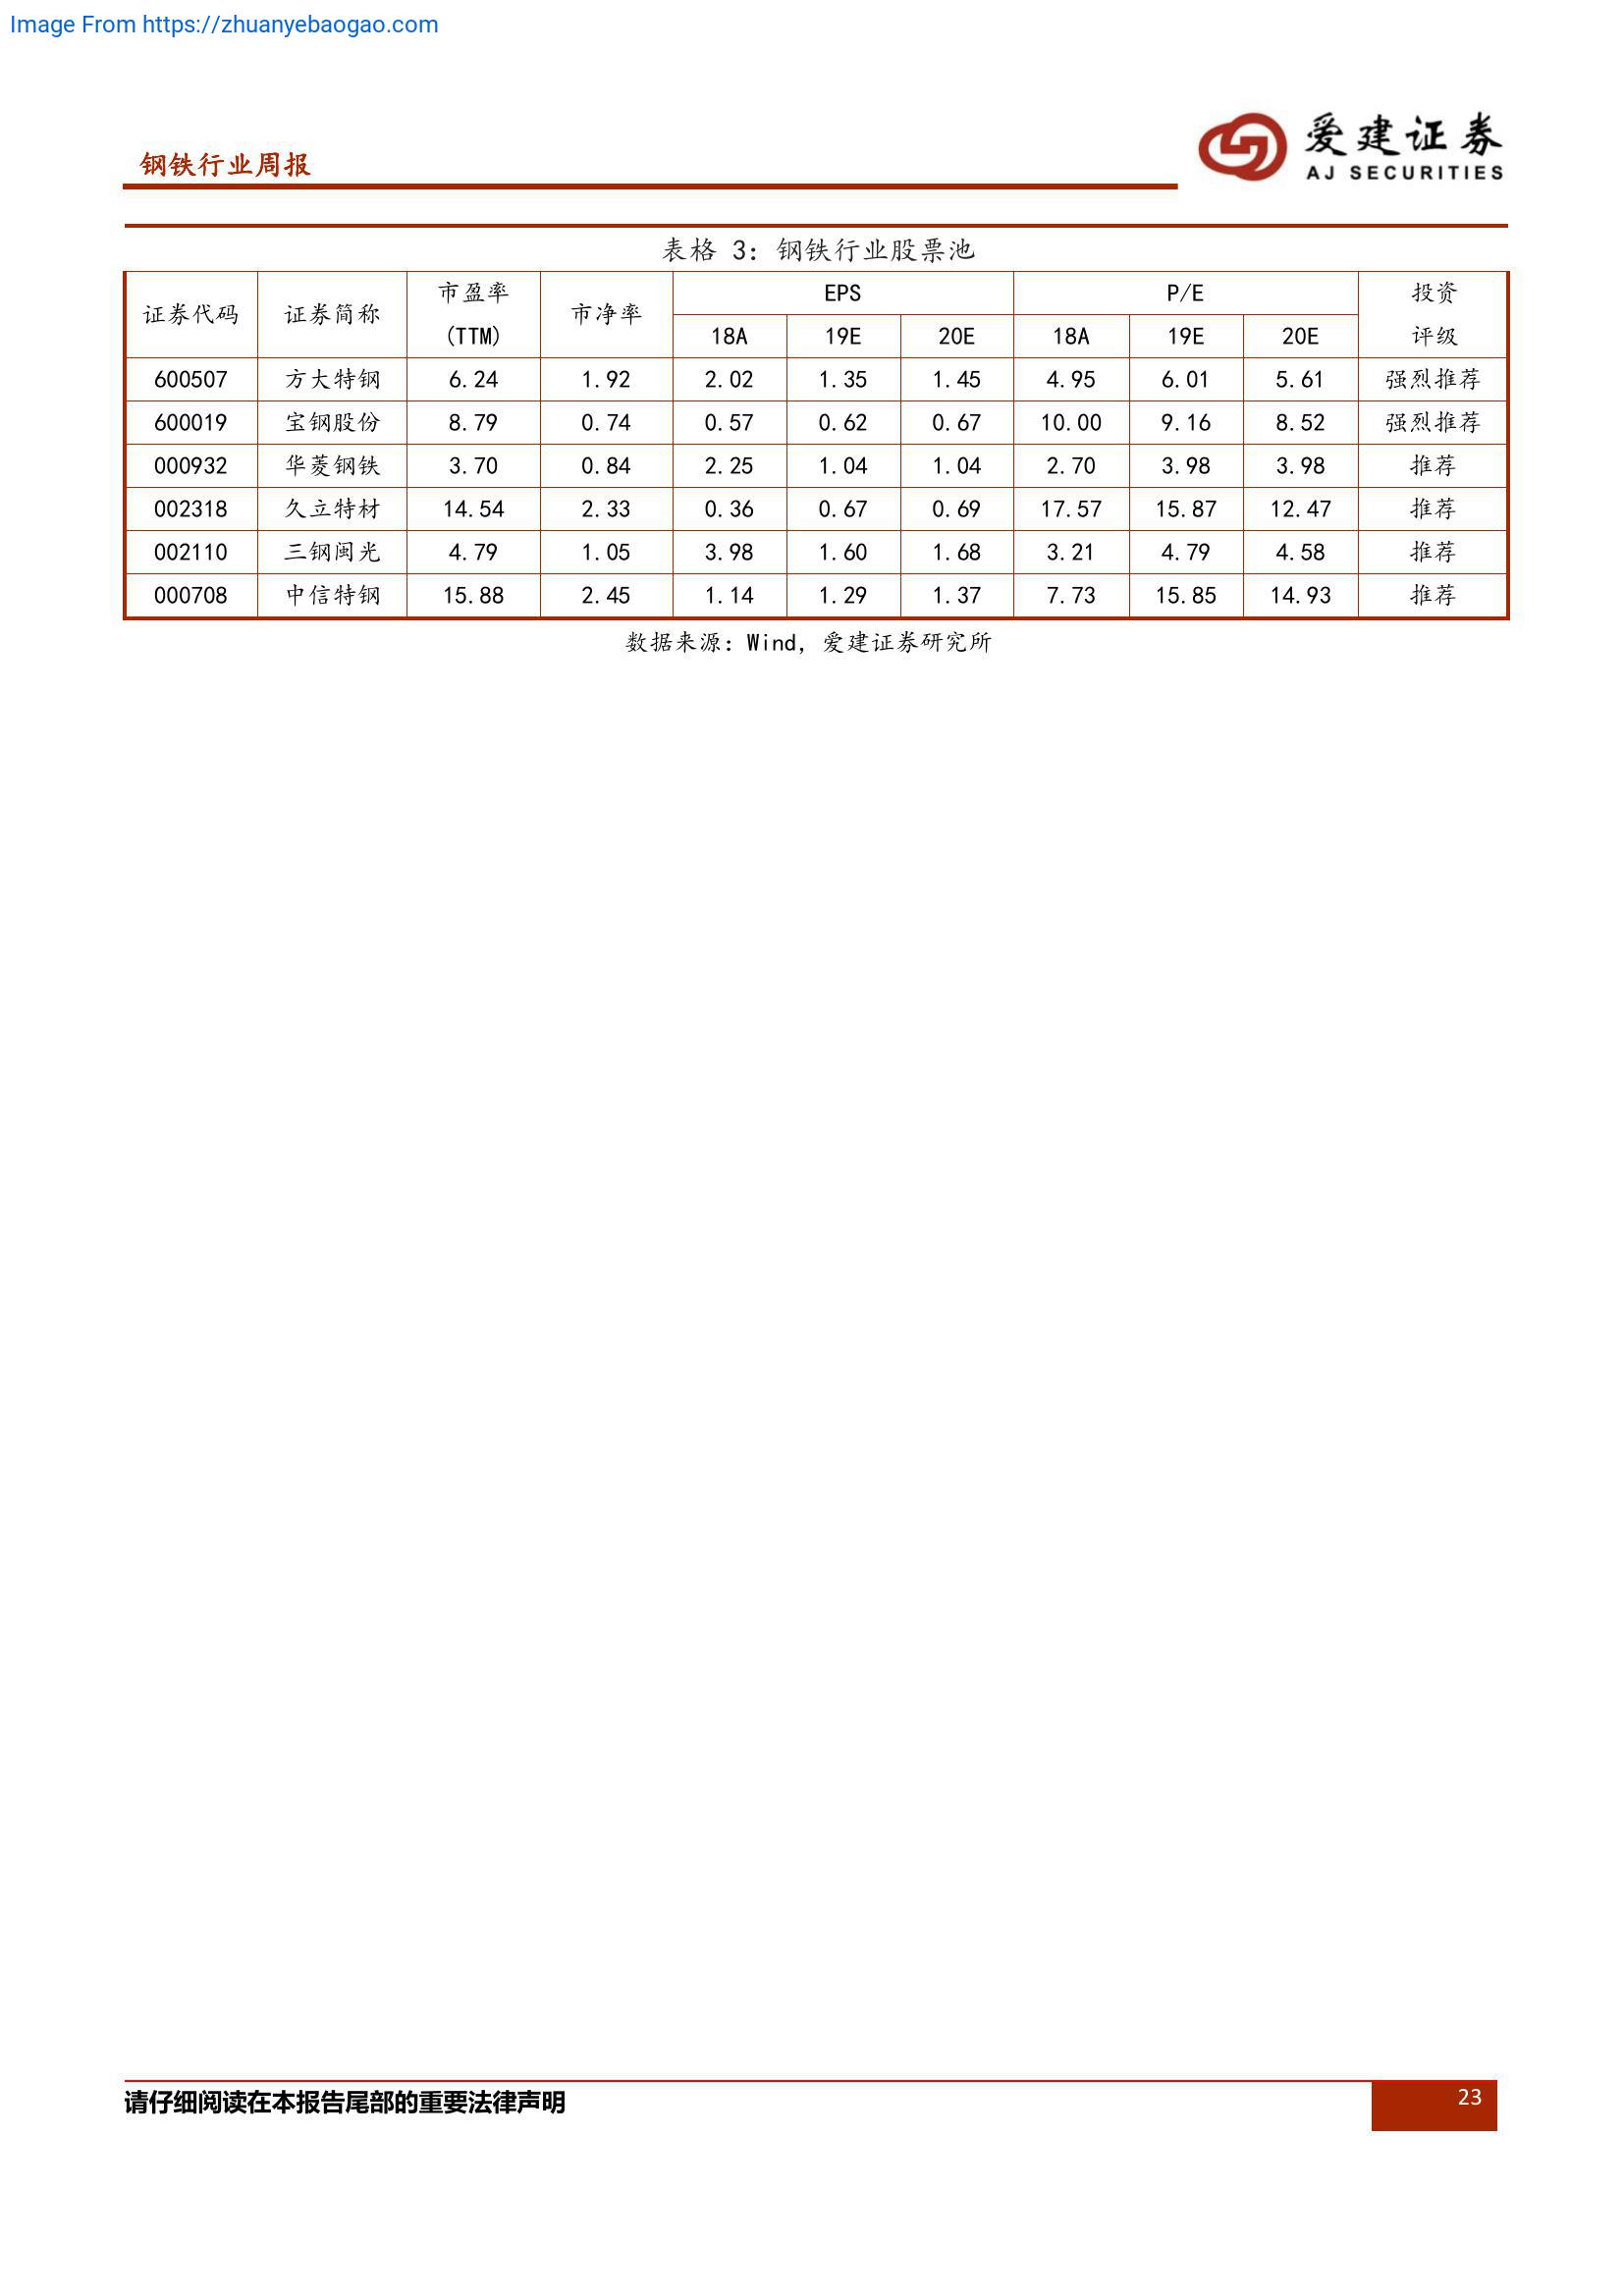 Image From https://zhuanyebaogao.com
钢铁行业周报
爱建证券
AJ SECURITIES
表格 3：钢铁行业股票池
证券代码 证券简称 市盈率(TTM) 市净率 EPS P/E 投资评级
18A 19E 20E 18A 19E 20E
600507 方大特钢 6.24 1.92 2.02 1.35 1.45 4.95 6.01 5.61 强烈推荐
600019 宝钢股份 8.79 0.74 0.57 0.62 0.67 10.00 9.16 8.52 强烈推荐
000932 华菱钢铁 3.70 0.84 2.25 1.04 1.04 2.70 3.98 3.98 推荐
002318 久立特材 14.54 2.33 0.36 0.67 0.69 17.57 15.87 12.47 推荐
002110 三钢闽光 4.79 1.05 3.98 1.60 1.68 3.21 4.79 4.58 推荐
000708 中信特钢 15.88 2.45 1.14 1.29 1.37 7.73 15.85 14.93 推荐
数据来源：Wind，爱建证券研究所
请仔细阅读在本报告尾部的重要法律声明
23